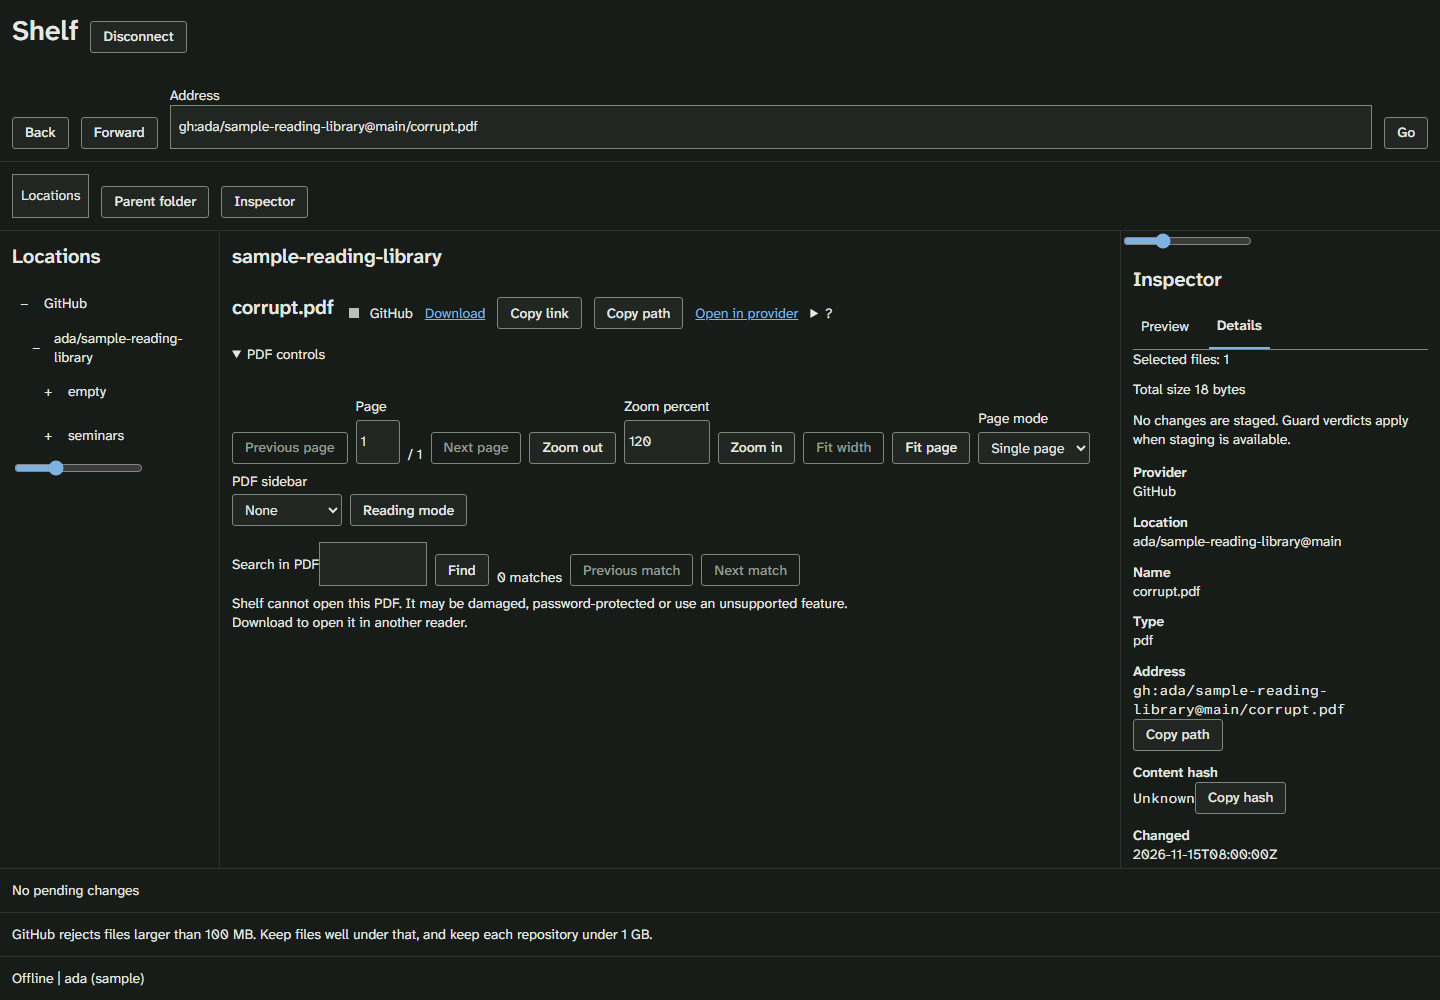 Shelf
Disconnect
Address
Back
Forward
gh:ada/sample-reading-library@main/corrupt.pdf
Go
Locations
Parent folder
Inspector
Locations
– GitHub
– ada/sample-reading-
library
+ empty
+ seminars
sample-reading-library
corrupt.pdf
GitHub
Download
Copy link
Copy path
Open in provider
▶ ?
▼ PDF controls
Previous page
Page
1
/ 1
Next page
Zoom out
Zoom percent
120
Zoom in
Fit width
Fit page
Page mode
Single page
PDF sidebar
None
Reading mode
Search in PDF
Find
0 matches
Previous match
Next match
Shelf cannot open this PDF. It may be damaged, password-protected or use an unsupported feature.
Download to open it in another reader.
Inspector
Preview
Details
Selected files: 1
Total size 18 bytes
No changes are staged. Guard verdicts apply
when staging is available.
Provider
GitHub
Location
ada/sample-reading-library@main
Name
corrupt.pdf
Type
pdf
Address
gh:ada/sample-reading-
library@main/corrupt.pdf
Copy path
Content hash
Unknown
Copy hash
Changed
2026-11-15T08:00:00Z
No pending changes
GitHub rejects files larger than 100 MB. Keep files well under that, and keep each repository under 1 GB.
Offline | ada (sample)